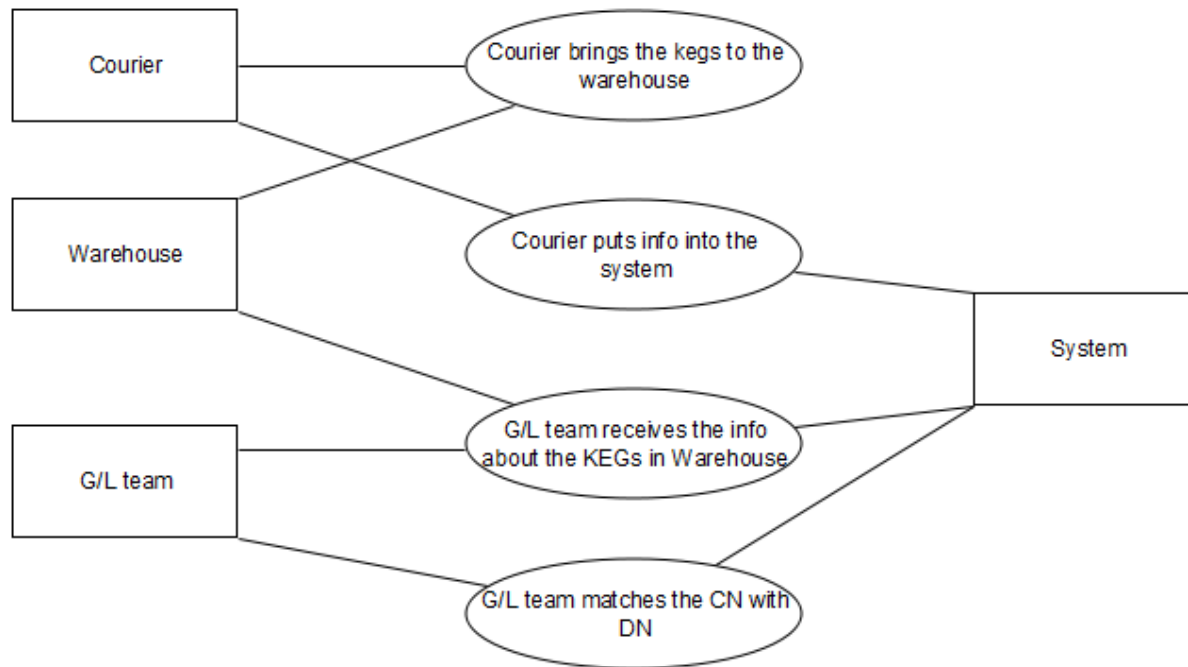 Courier
Courier brings the kegs to the
warehouse
Warehouse
Courier puts info into the
system
System
G/L team
G/L team receives the info
about the KEGs in Warehouse
G/L team matches the CN with
DN